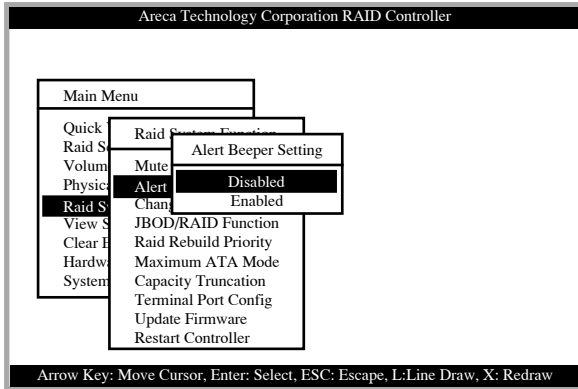 Areca Technology Corporation RAID Controller
Main Menu
Quick
Raid
Volum
Physic
Raid S
View S
Clear E
Hardw
System
Raid System Function
Mute
Alert
Chan
JBOD/RAID Function
Raid Rebuild Priority
Maximum ATA Mode
Capacity Truncation
Terminal Port Config
Update Firmware
Restart Controller
Alert Beeper Setting
Disabled
Enabled
Arrow Key: Move Cursor, Enter: Select, ESC: Escape, L:Line Draw, X: Redraw